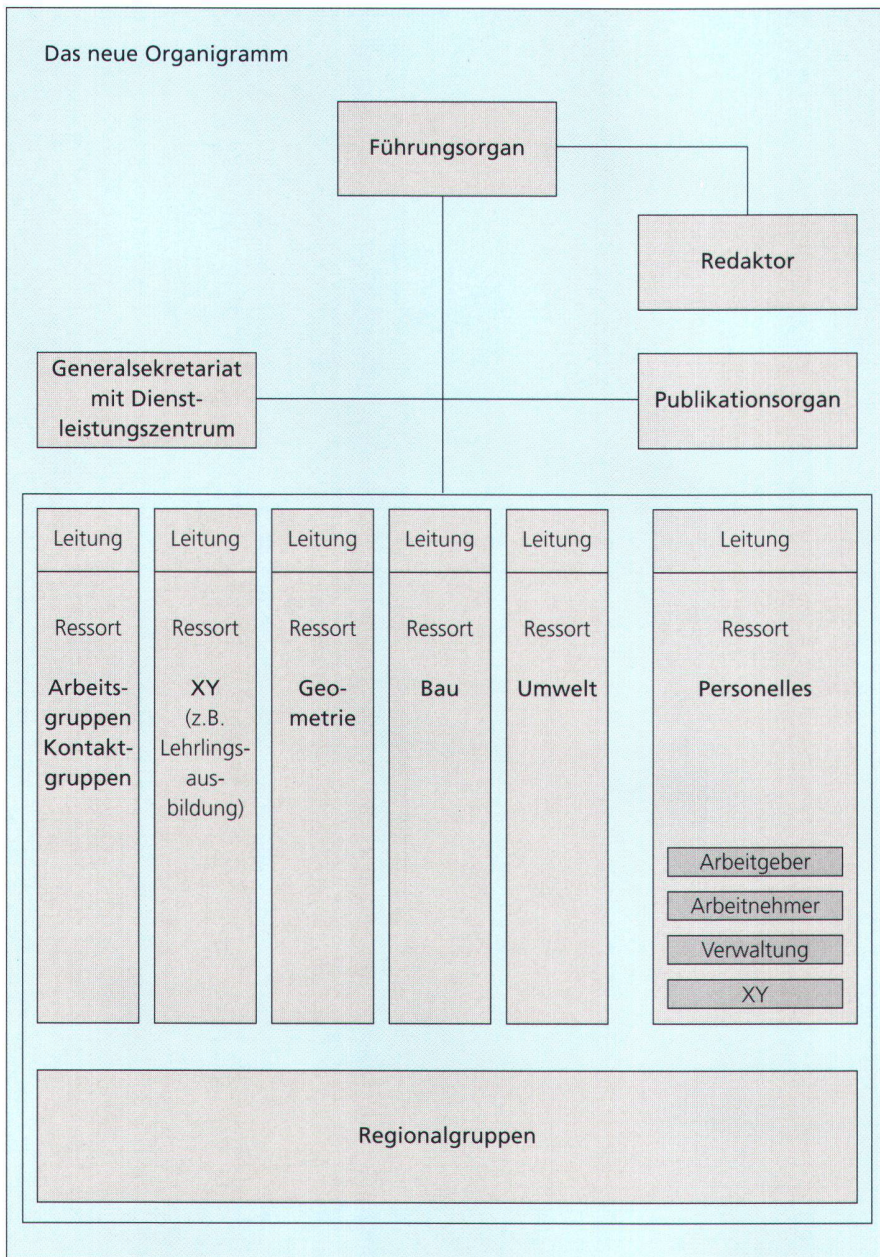 Das neue Organigramm
Führungsorgan
Redaktor
Generalsekretariat
mit Dienst-
leistungszentrum
Publikationsorgan
Leitung
Ressort
Arbeits-
gruppen
Kontakt-
gruppen
Leitung
Ressort
XY
(z.B.
Lehrlings-
aus-
bildung)
Leitung
Ressort
Geo-
metrie
Leitung
Ressort
Bau
Leitung
Ressort
Umwelt
Leitung
Ressort
Personelles
Arbeitgeber
Arbeitnehmer
Verwaltung
XY
Regionalgruppen